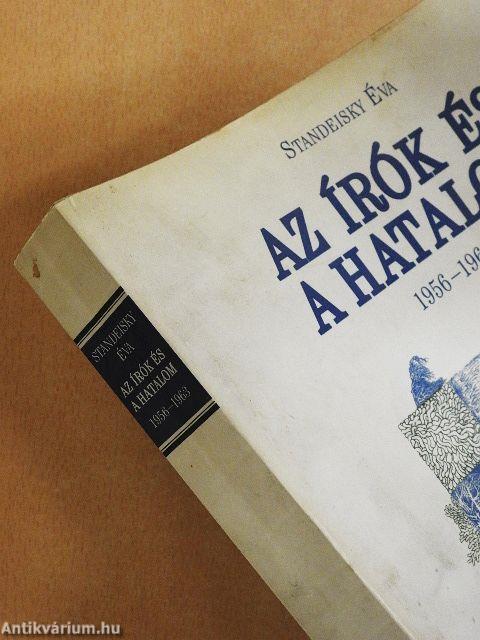 STANDEISKY ÉVA
AZ ÍRÓK ÉS
A HATALO
1956–196
STANDEISKY
ÉVA
AZ ÍRÓK ÉS
A HATALOM
1956–1963
Antikvárium.hu